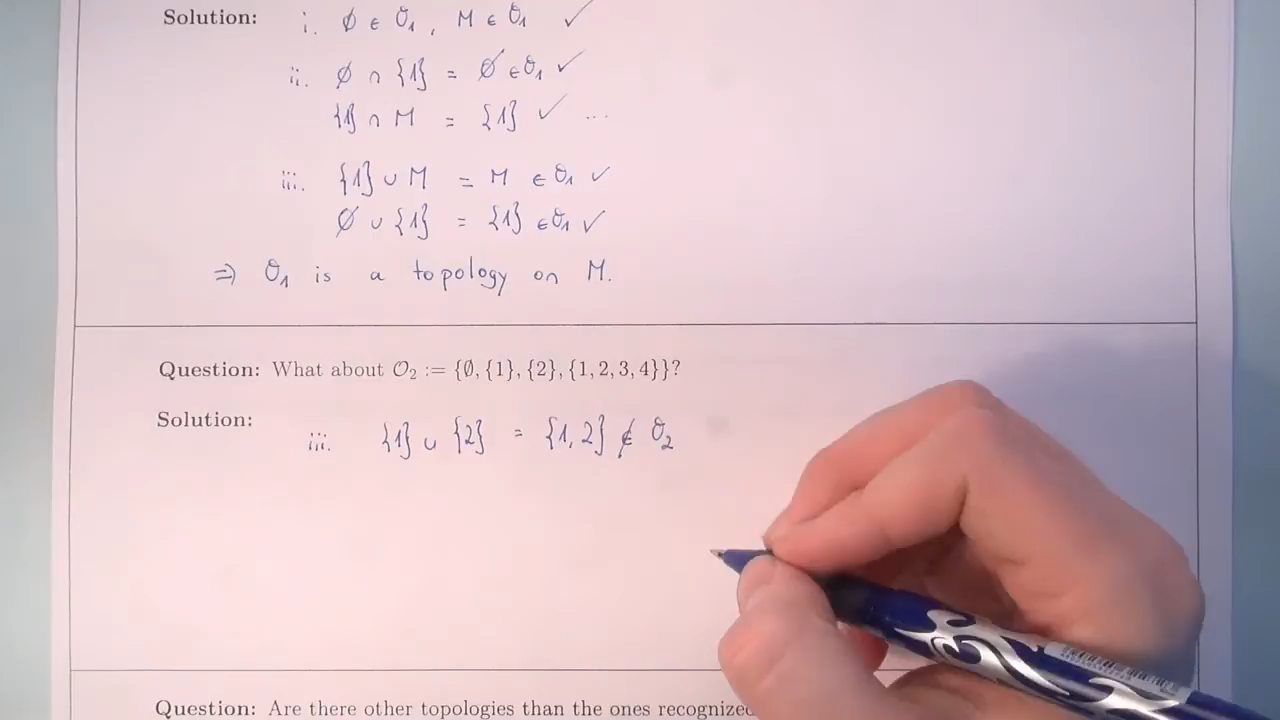 Solution: i. ∅ ∈ O₁, M ∈ O₁ ✓
ii. ∅ ∩ {1} = ∅ ∈ O₁ ✓
{1} ∩ M = {1} ✓ ...
iii. {1} ∪ M = M ∈ O₁ ✓
∅ ∪ {1} = {1} ∈ O₁ ✓
⇒ O₁ is a topology on M.
Question: What about O₂ := {∅, {1}, {2}, {1, 2, 3, 4}}?
Solution:
iii. {1} ∪ {2} = {1, 2} ∉ O₂
Question: Are there other topologies than the ones recognized